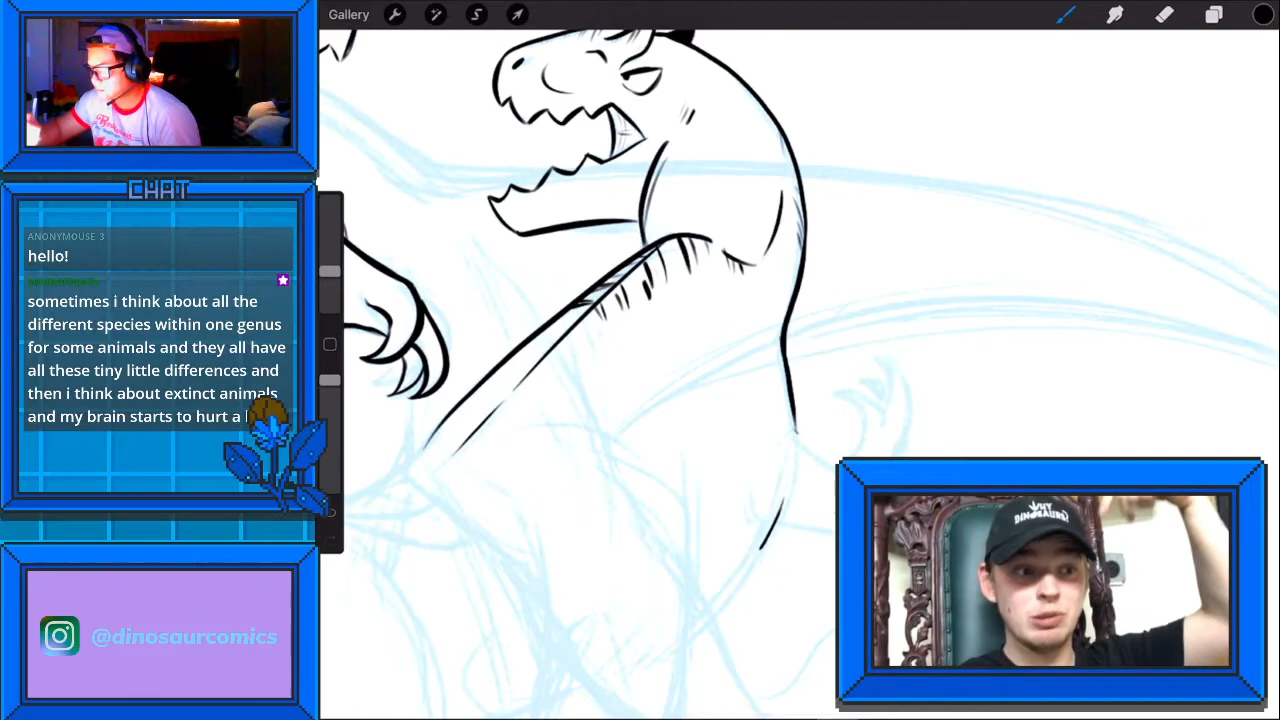 Gallery
CHAT
ANONYMOUSE 3
hello!
sometimes i think about all the
different species within one genus
for some animals and they all have
all these tiny little differences and
then i think about extinct animals
and my brain starts to hurt a
@dinosaurcomics
WHY
DINOSAURS?